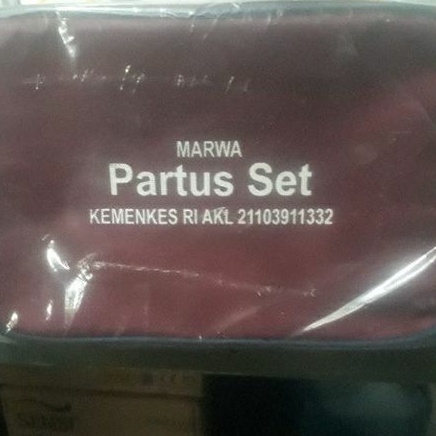 MARWA
Partus Set
KEMENKES RI AKL 21103911332